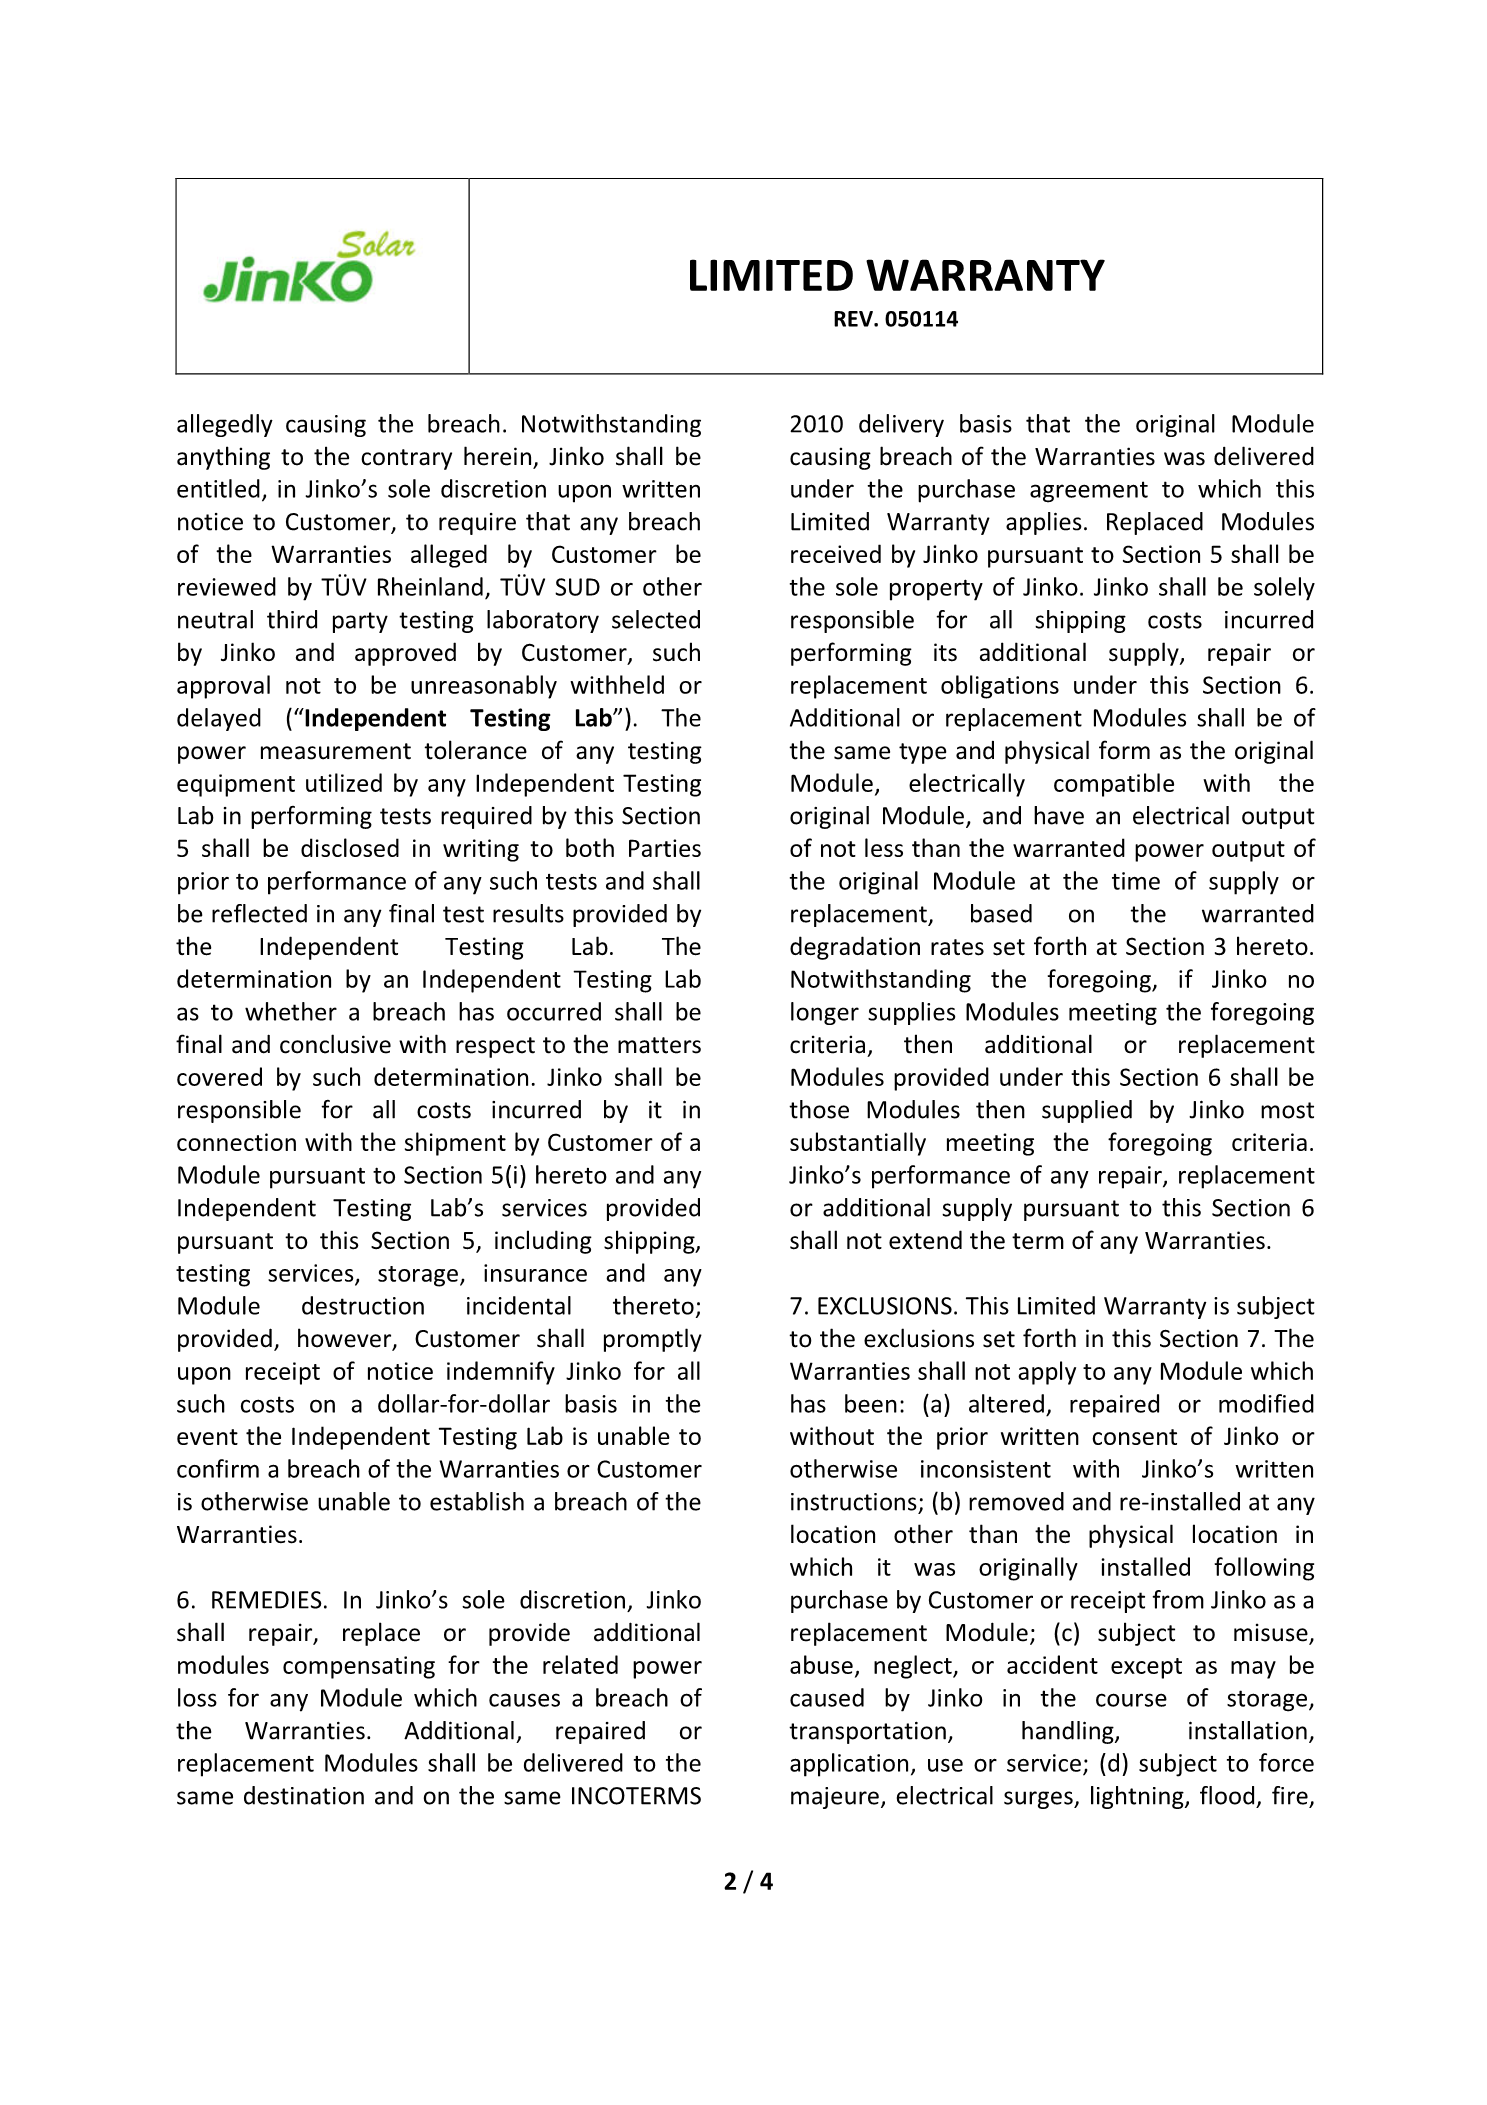 Solar
JinKO
LIMITED WARRANTY
REV. 050114
allegedly causing the breach. Notwithstanding
anything to the contrary herein, Jinko shall be
entitled, in Jinko’s sole discretion upon written
notice to Customer, to require that any breach
of the Warranties alleged by Customer be
reviewed by TÜV Rheinland, TÜV SUD or other
neutral third party testing laboratory selected
by Jinko and approved by Customer, such
approval not to be unreasonably withheld or
delayed (“Independent Testing Lab”). The
power measurement tolerance of any testing
equipment utilized by any Independent Testing
Lab in performing tests required by this Section
5 shall be disclosed in writing to both Parties
prior to performance of any such tests and shall
be reflected in any final test results provided by
the Independent Testing Lab. The
determination by an Independent Testing Lab
as to whether a breach has occurred shall be
final and conclusive with respect to the matters
covered by such determination. Jinko shall be
responsible for all costs incurred by it in
connection with the shipment by Customer of a
Module pursuant to Section 5(i) hereto and any
Independent Testing Lab’s services provided
pursuant to this Section 5, including shipping,
testing services, storage, insurance and any
Module destruction incidental thereto;
provided, however, Customer shall promptly
upon receipt of notice indemnify Jinko for all
such costs on a dollar-for-dollar basis in the
event the Independent Testing Lab is unable to
confirm a breach of the Warranties or Customer
is otherwise unable to establish a breach of the
Warranties.
6. REMEDIES. In Jinko’s sole discretion, Jinko
shall repair, replace or provide additional
modules compensating for the related power
loss for any Module which causes a breach of
the Warranties. Additional, repaired or
replacement Modules shall be delivered to the
same destination and on the same INCOTERMS
2010 delivery basis that the original Module
causing breach of the Warranties was delivered
under the purchase agreement to which this
Limited Warranty applies. Replaced Modules
received by Jinko pursuant to Section 5 shall be
the sole property of Jinko. Jinko shall be solely
responsible for all shipping costs incurred
performing its additional supply, repair or
replacement obligations under this Section 6.
Additional or replacement Modules shall be of
the same type and physical form as the original
Module, electrically compatible with the
original Module, and have an electrical output
of not less than the warranted power output of
the original Module at the time of supply or
replacement, based on the warranted
degradation rates set forth at Section 3 hereto.
Notwithstanding the foregoing, if Jinko no
longer supplies Modules meeting the foregoing
criteria, then additional or replacement
Modules provided under this Section 6 shall be
those Modules then supplied by Jinko most
substantially meeting the foregoing criteria.
Jinko’s performance of any repair, replacement
or additional supply pursuant to this Section 6
shall not extend the term of any Warranties.
7. EXCLUSIONS. This Limited Warranty is subject
to the exclusions set forth in this Section 7. The
Warranties shall not apply to any Module which
has been: (a) altered, repaired or modified
without the prior written consent of Jinko or
otherwise inconsistent with Jinko’s written
instructions; (b) removed and re-installed at any
location other than the physical location in
which it was originally installed following
purchase by Customer or receipt from Jinko as a
replacement Module; (c) subject to misuse,
abuse, neglect, or accident except as may be
caused by Jinko in the course of storage,
transportation, handling, installation,
application, use or service; (d) subject to force
majeure, electrical surges, lightning, flood, fire,
2 / 4